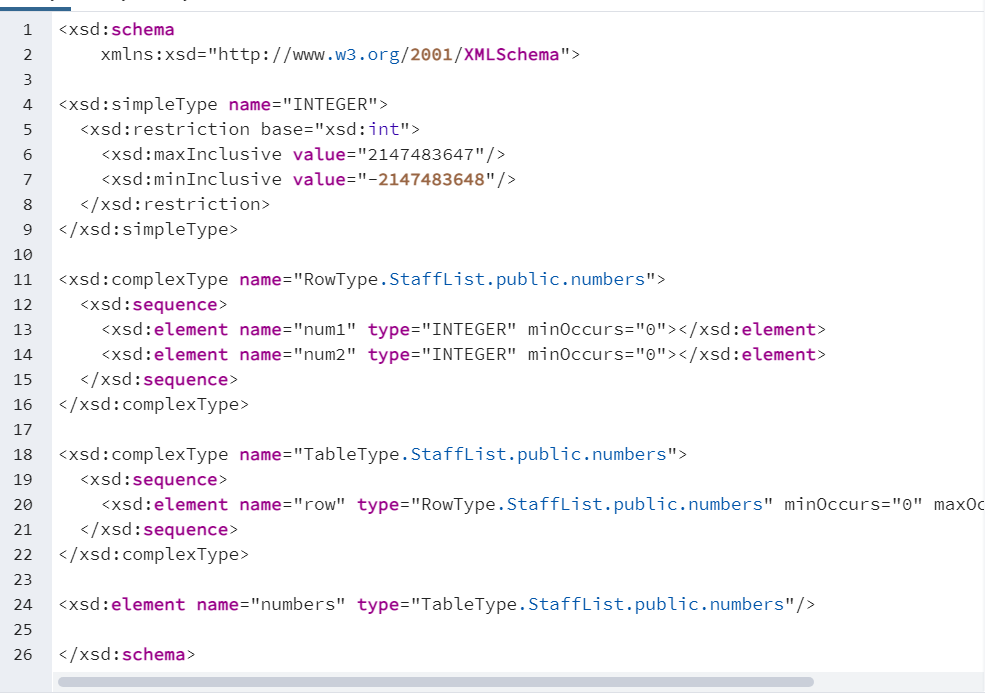 1 <xsd:schema
2     xmlns:xsd="http://www.w3.org/2001/XMLSchema">
3
4 <xsd:simpleType name="INTEGER">
5   <xsd:restriction base="xsd:int">
6     <xsd:maxInclusive value="2147483647"/>
7     <xsd:minInclusive value="-2147483648"/>
8   </xsd:restriction>
9 </xsd:simpleType>
10
11 <xsd:complexType name="RowType.StaffList.public.numbers">
12   <xsd:sequence>
13     <xsd:element name="num1" type="INTEGER" minOccurs="0"></xsd:element>
14     <xsd:element name="num2" type="INTEGER" minOccurs="0"></xsd:element>
15   </xsd:sequence>
16 </xsd:complexType>
17
18 <xsd:complexType name="TableType.StaffList.public.numbers">
19   <xsd:sequence>
20     <xsd:element name="row" type="RowType.StaffList.public.numbers" minOccurs="0" maxOc
21   </xsd:sequence>
22 </xsd:complexType>
23
24 <xsd:element name="numbers" type="TableType.StaffList.public.numbers"/>
25
26 </xsd:schema>